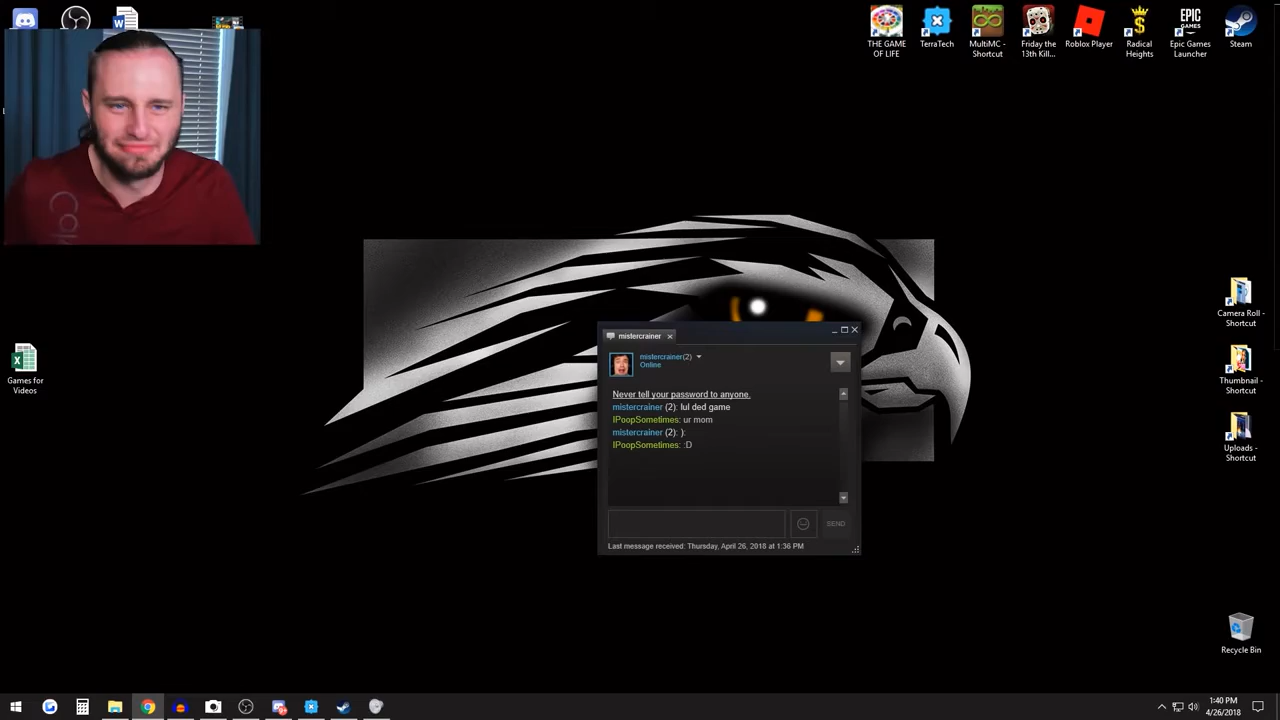 THE GAME
OF LIFE
TerraTech
MultiMC -
Shortcut
Friday the
13th Kill...
Roblox Player
Radical
Heights
EPIC
GAMES
Epic Games
Launcher
Steam
Games for
Videos
Camera Roll -
Shortcut
Thumbnail -
Shortcut
Uploads -
Shortcut
mistercrainer
mistercrainer(2)
Online
Never tell your password to anyone.
mistercrainer (2): lul ded game
IPoopSometimes: ur mom
mistercrainer (2): ):
IPoopSometimes: :D
SEND
Last message received: Thursday, April 26, 2018 at 1:36 PM
Recycle Bin
1:40 PM
4/26/2018